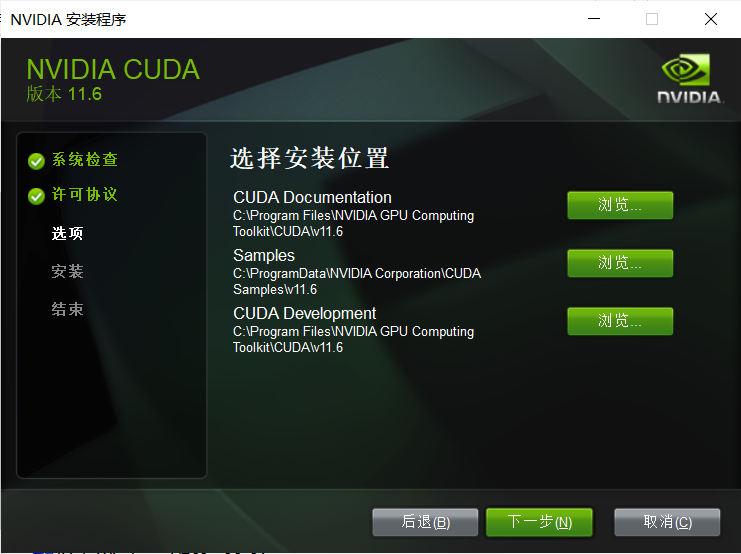 NVIDIA 安装程序
NVIDIA CUDA
版本 11.6
NVIDIA.
系统检查
许可协议
选项
安装
结束
选择安装位置
CUDA Documentation
C:\Program Files\NVIDIA GPU Computing
Toolkit\CUDA\v11.6
浏览...
Samples
C:\ProgramData\NVIDIA Corporation\CUDA
Samples\v11.6
浏览...
CUDA Development
C:\Program Files\NVIDIA GPU Computing
Toolkit\CUDA\v11.6
浏览...
后退(B)
下一步(N)
取消(C)